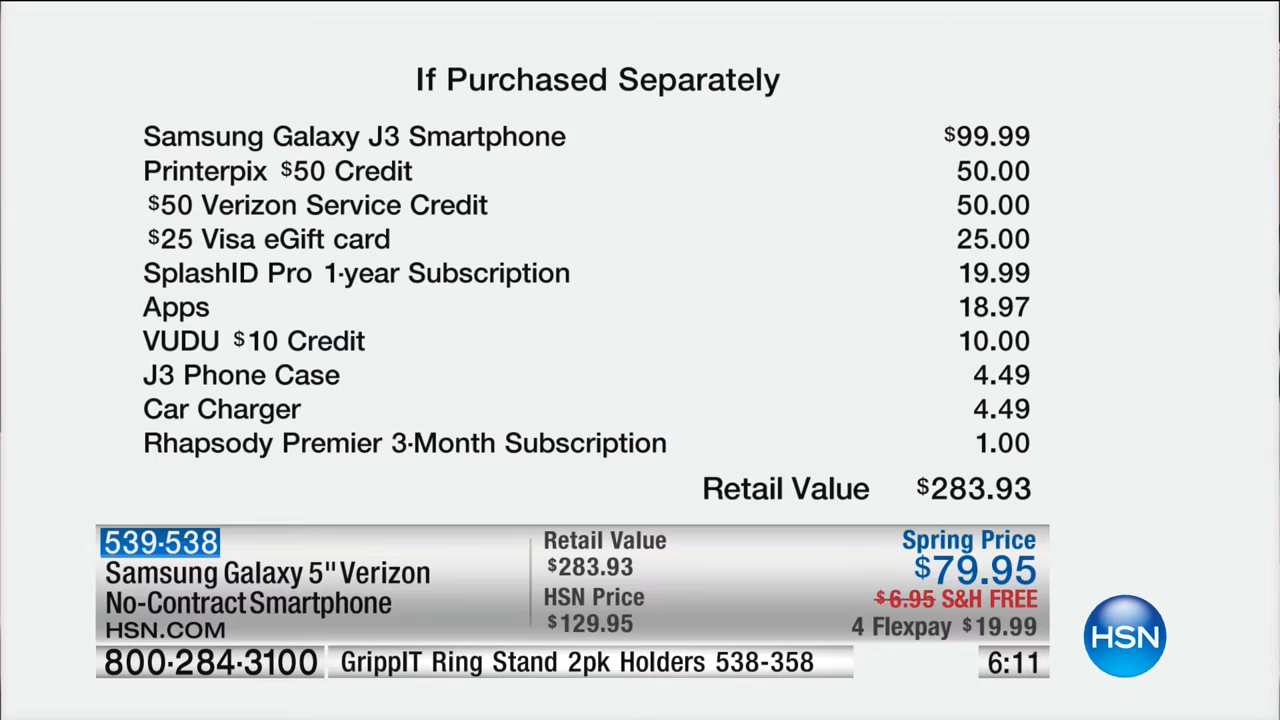 If Purchased Separately
Samsung Galaxy J3 Smartphone $99.99
Printerpix $50 Credit 50.00
$50 Verizon Service Credit 50.00
$25 Visa eGift card 25.00
SplashID Pro 1-year Subscription 19.99
Apps 18.97
VUDU $10 Credit 10.00
J3 Phone Case 4.49
Car Charger 4.49
Rhapsody Premier 3-Month Subscription 1.00
Retail Value $283.93
539-538
Samsung Galaxy 5" Verizon
No-Contract Smartphone
HSN.COM
Retail Value
$283.93
HSN Price
$129.95
Spring Price
$79.95
$6.95 S&H FREE
4 Flexpay $19.99
HSN
800-284-3100 GrippIT Ring Stand 2pk Holders 538-358 6:11